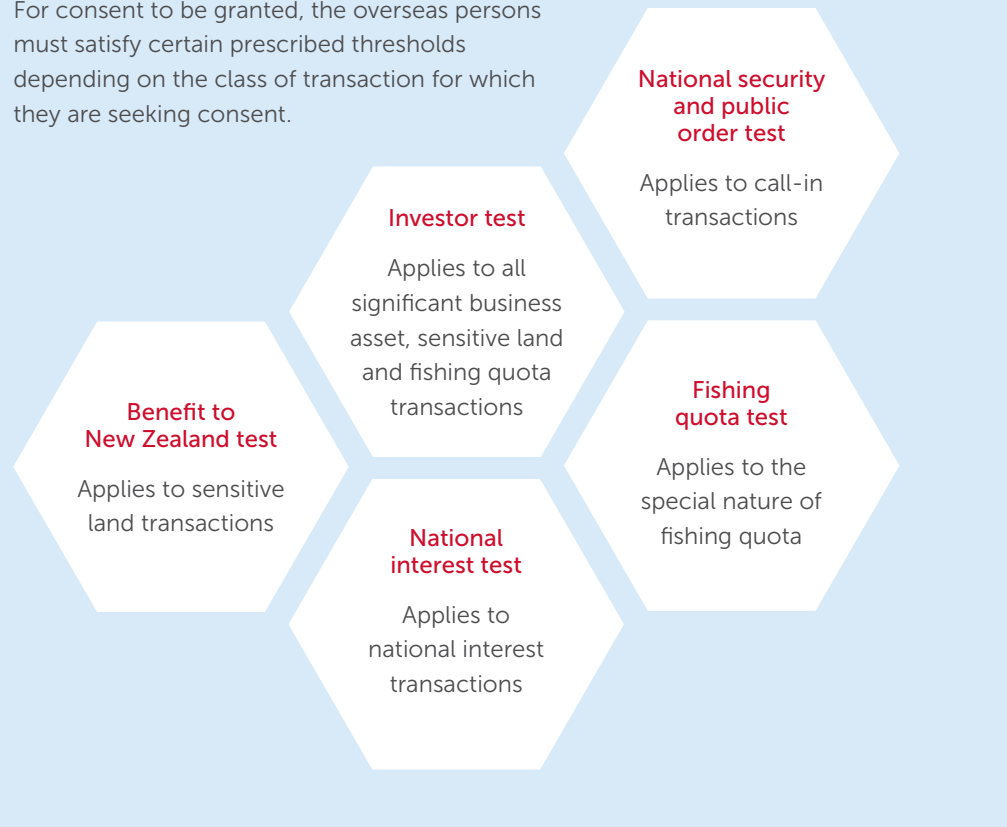 For consent to be granted, the overseas persons
must satisfy certain prescribed thresholds
depending on the class of transaction for which
they are seeking consent.
National security
and public
order test
Applies to call-in
transactions
Investor test
Applies to all
significant business
asset, sensitive land
and fishing quota
transactions
Benefit to
New Zealand test
Applies to sensitive
land transactions
Fishing
quota test
Applies to the
special nature of
fishing quota
National
interest test
Applies to
national interest
transactions